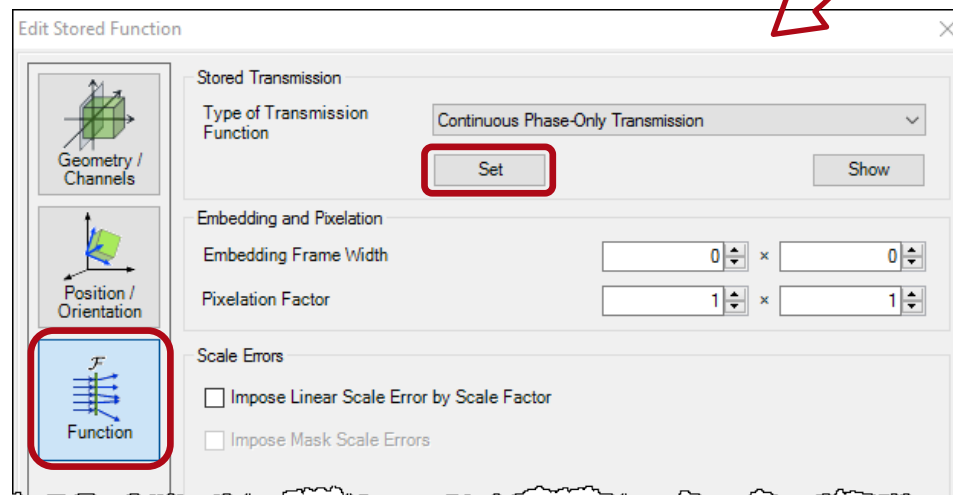 Edit Stored Function
Geometry /
Channels
Position /
Orientation
ℱ
Function
Stored Transmission
Type of Transmission
Function
Continuous Phase-Only Transmission
Set
Show
Embedding and Pixelation
Embedding Frame Width
0 × 0
Pixelation Factor
1 × 1
Scale Errors
Impose Linear Scale Error by Scale Factor
Impose Mask Scale Errors